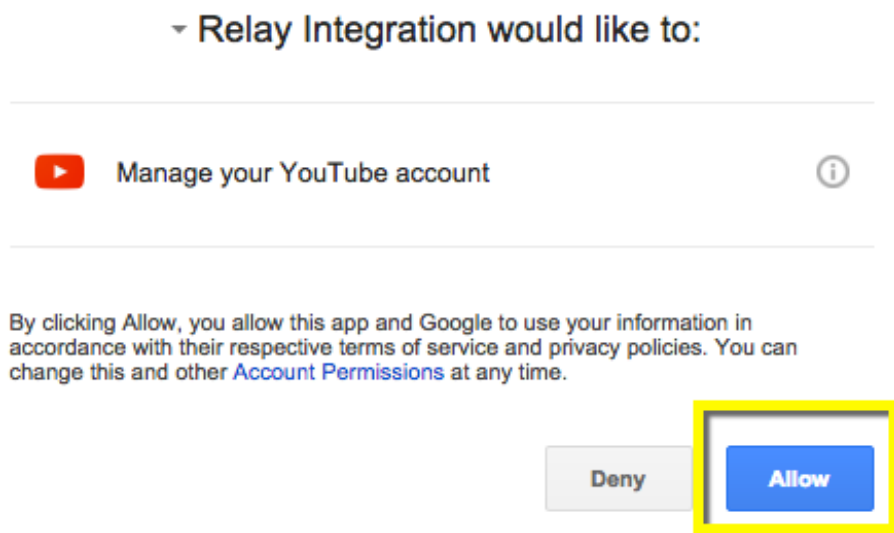 Relay Integration would like to:
Manage your YouTube account
By clicking Allow, you allow this app and Google to use your information in
accordance with their respective terms of service and privacy policies. You can
change this and other Account Permissions at any time.
Deny
Allow